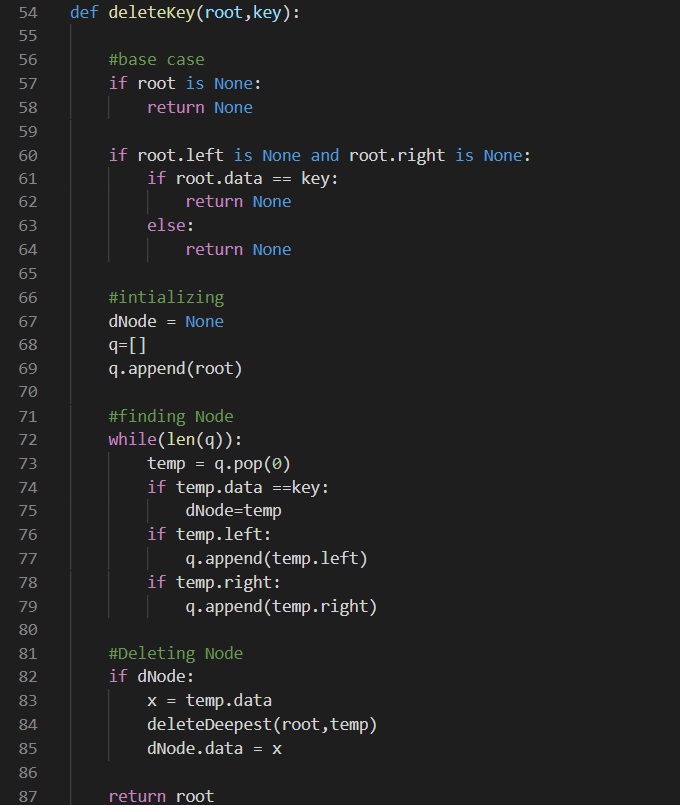 54 def deleteKey(root,key):
55
56     #base case
57     if root is None:
58         return None
59
60     if root.left is None and root.right is None:
61         if root.data == key:
62             return None
63         else:
64             return None
65
66     #intializing
67     dNode = None
68     q=[]
69     q.append(root)
70
71     #finding Node
72     while(len(q)):
73         temp = q.pop(0)
74         if temp.data ==key:
75             dNode=temp
76         if temp.left:
77             q.append(temp.left)
78         if temp.right:
79             q.append(temp.right)
80
81     #Deleting Node
82     if dNode:
83         x = temp.data
84         deleteDeepest(root,temp)
85         dNode.data = x
86
87     return root